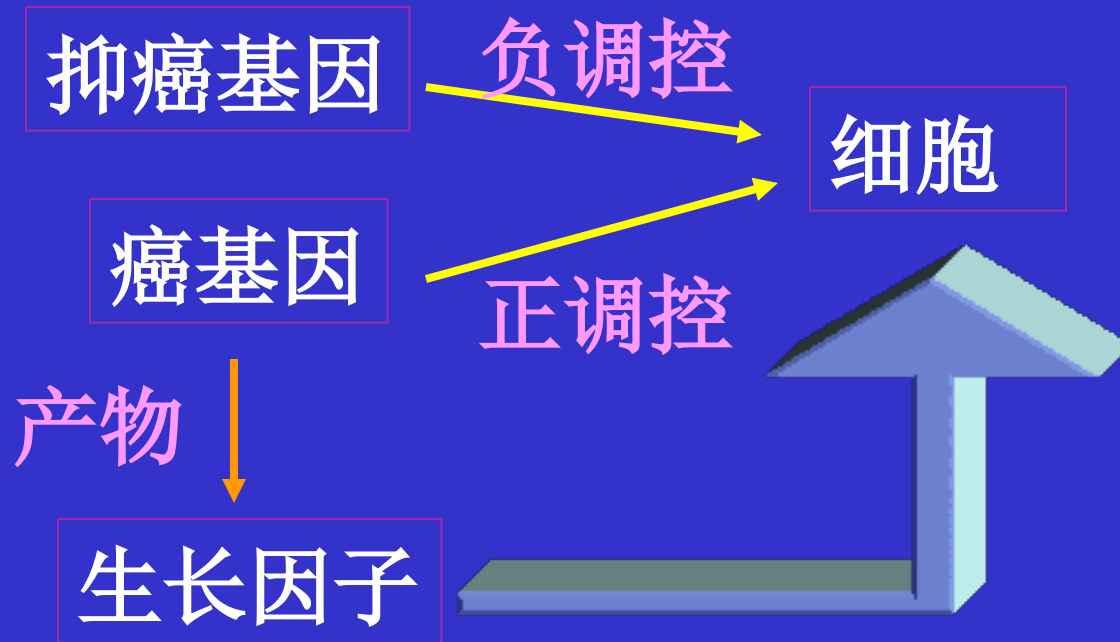 抑癌基因
负调控
细胞
癌基因
正调控
产物
生长因子